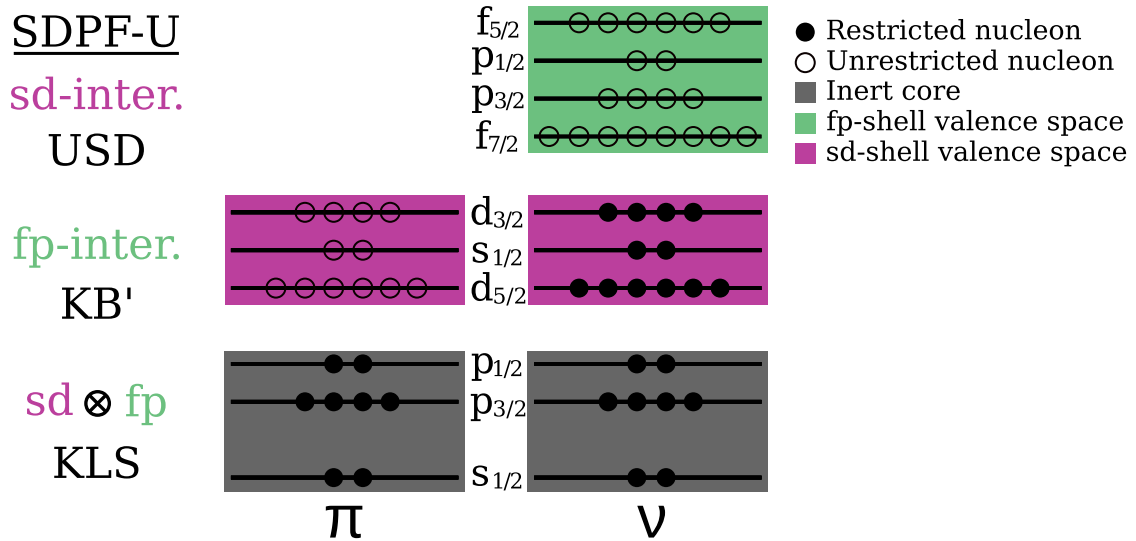 SDPF-U
sd-inter.
USD
fp-inter.
KB'
sd ⊗ fp
KLS
f5/2
p1/2
p3/2
f7/2
d3/2
s1/2
d5/2
p1/2
p3/2
s1/2
π
ν
Restricted nucleon
Unrestricted nucleon
Inert core
fp-shell valence space
sd-shell valence space